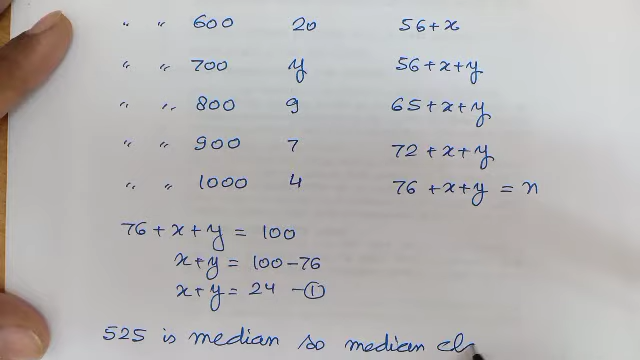 " " 600 20 56+x
" " 700 y 56+x+y
" " 800 9 65+x+y
" " 900 7 72+x+y
" " 1000 4 76+x+y = n
76+x+y = 100
x+y = 100-76
x+y = 24 -①
525 is median so median cl